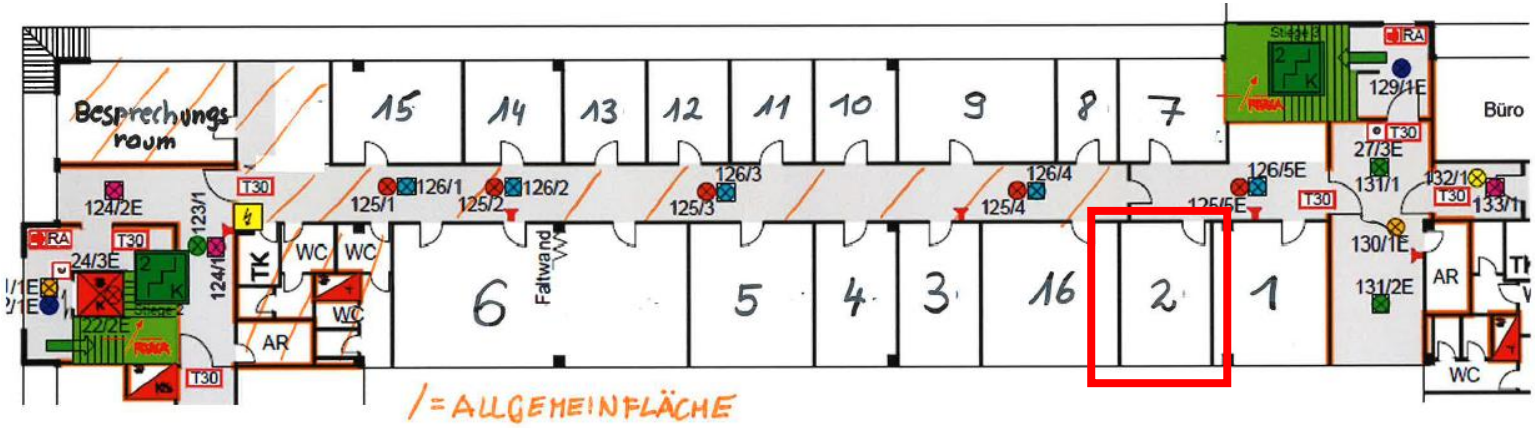 Stiege 3
RA
2
K
129/1E
Büro
Besprechungs
raum
15
14
13
12
11
10
9
8
7
T30
27/3E
131/1
132/1
T30
133/1
124/2E
T30
123/1
126/1
125/1
126/2
125/2
126/3
125/3
126/4
125/4
126/5E
125/5E
T30
130/1E
RA
T30
24/3E
2
K
124/1
TK
WC
WC
Faltwand
6
5
4
3
16
2
1
131/2E
AR
WC
22/2E
Stiege 2
AR
T30
WC
/= ALLGEMEINFLÄCHE